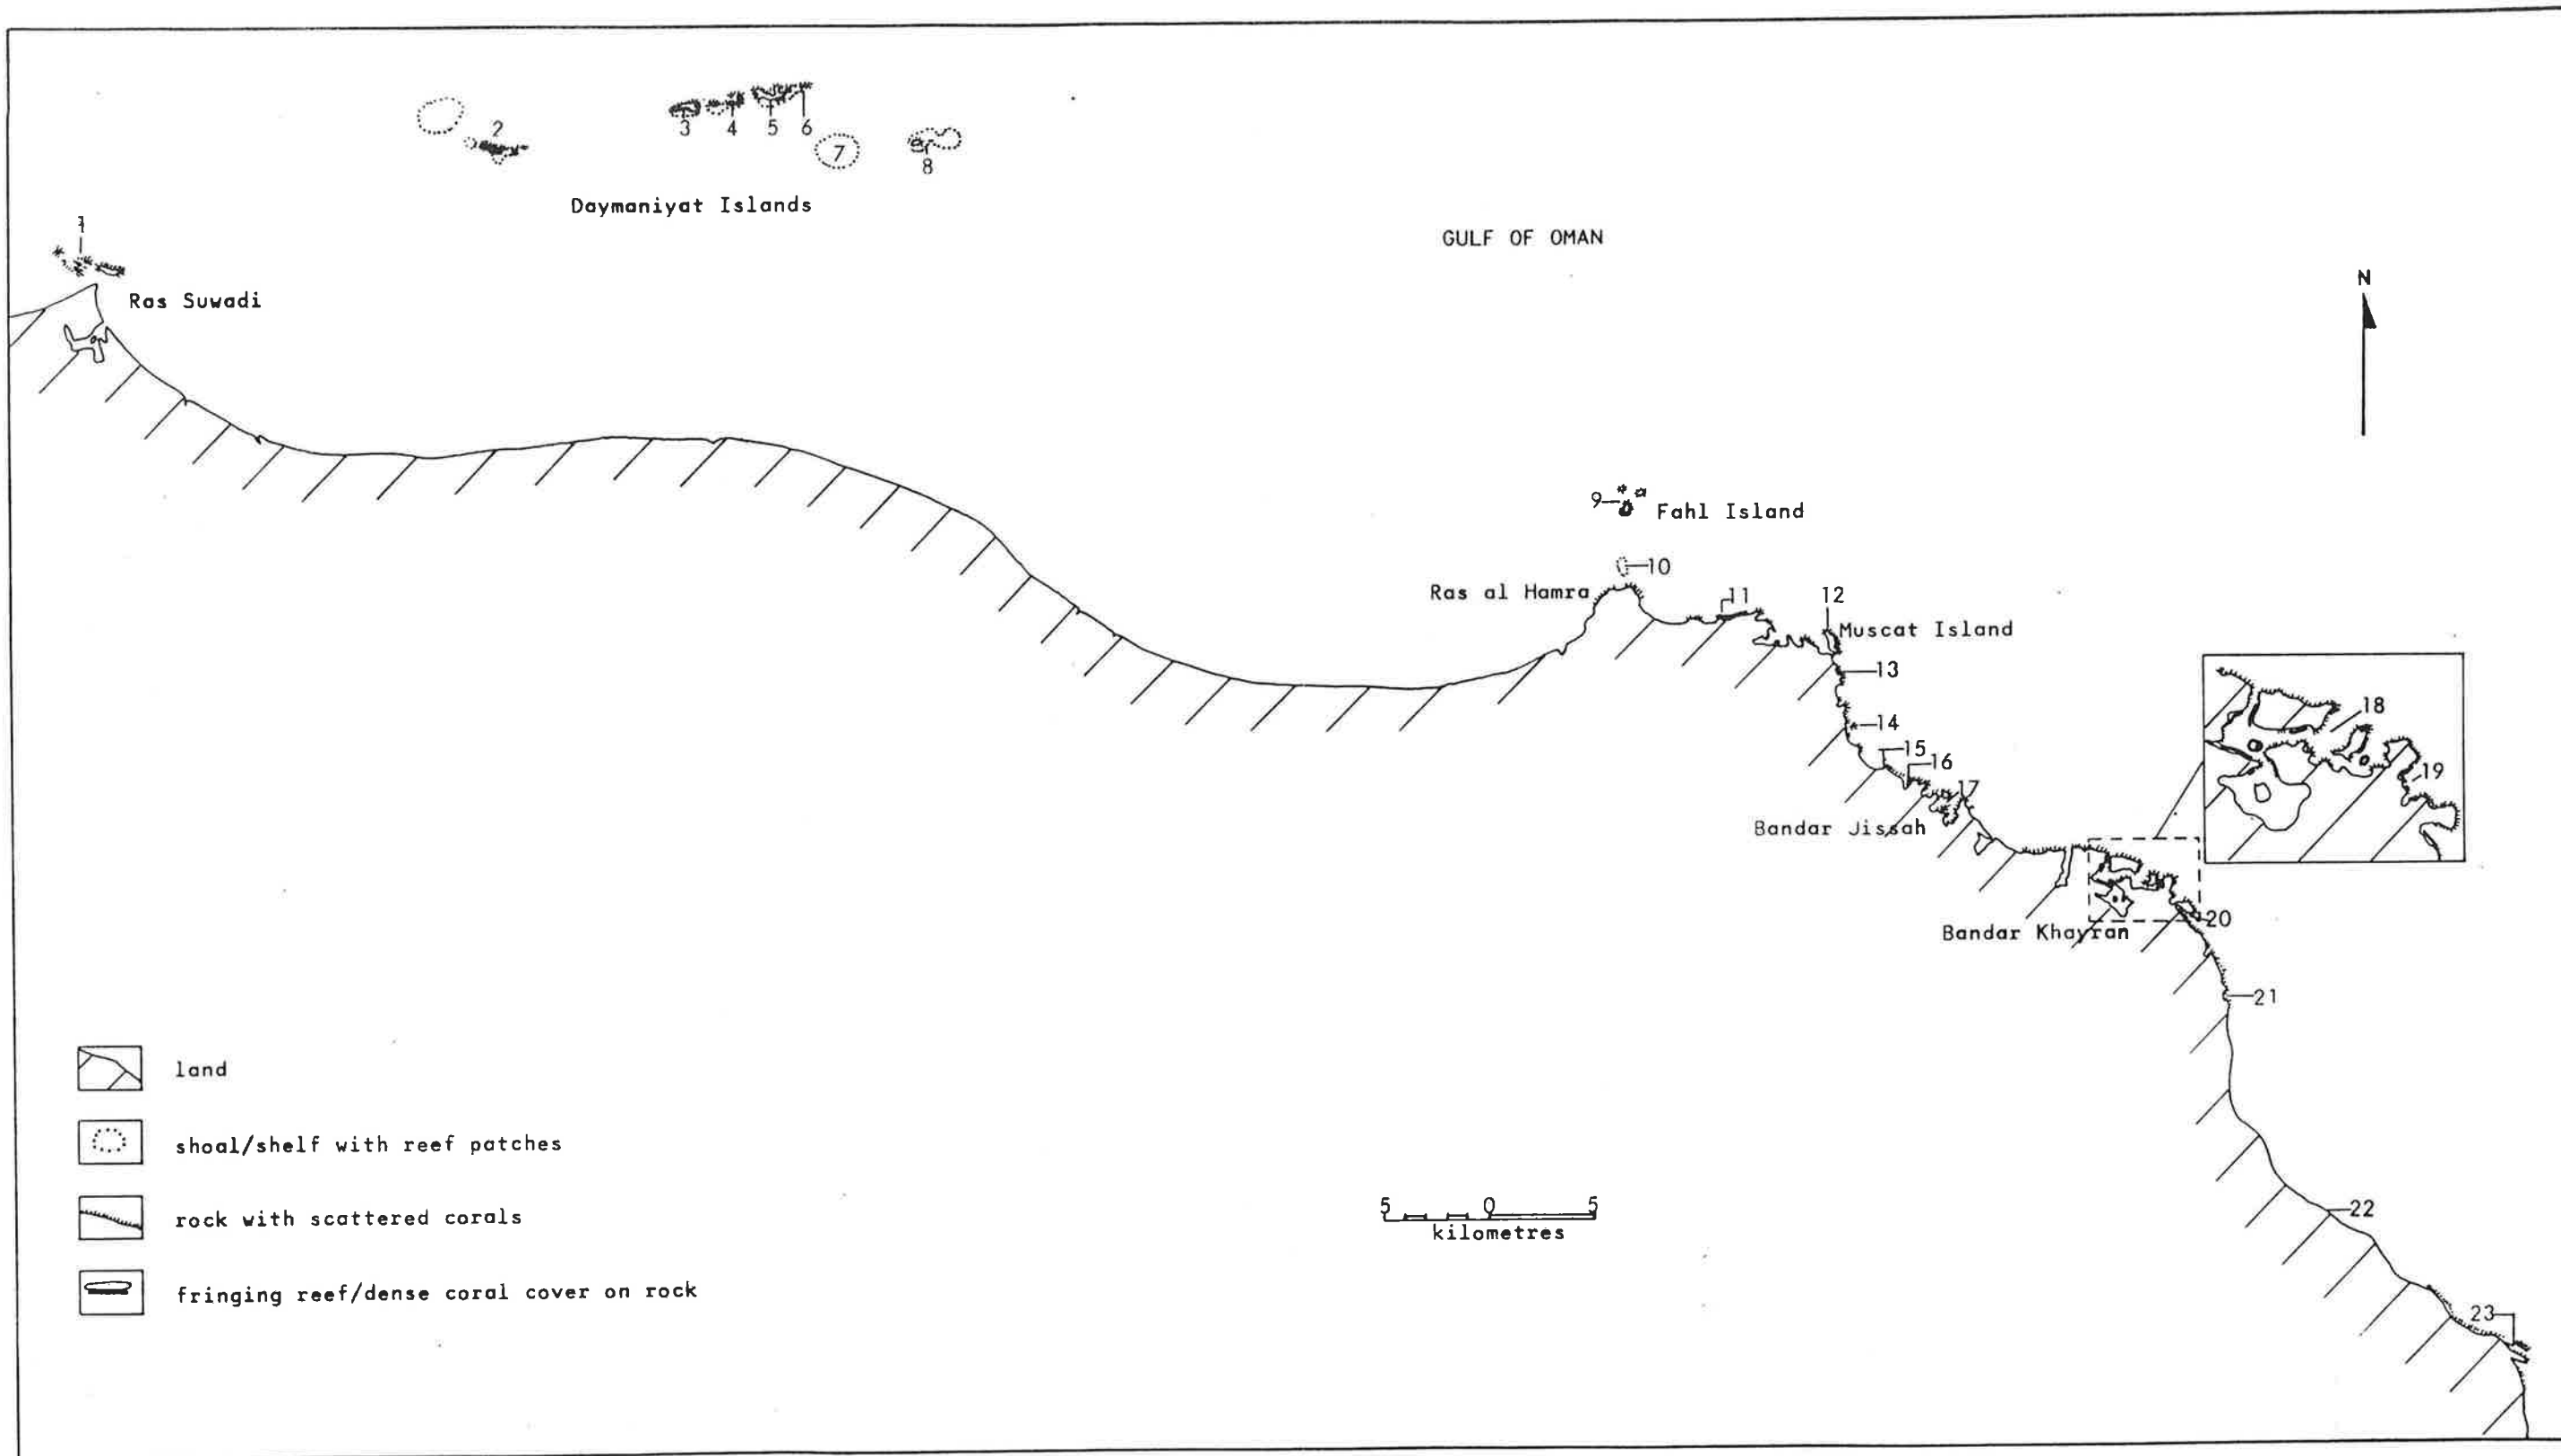 2
3
4
5
6
7
8
Daymaniyat Islands
1
GULF OF OMAN
N
Ras Suwadi
9
Fahl Island
10
Ras al Hamra
11
12
Muscat Island
13
18
14
15
16
19
17
Bandar Jissah
20
Bandar Khayran
21
land
shoal/shelf with reef patches
5 0 5
kilometres
22
rock with scattered corals
fringing reef/dense coral cover on rock
23